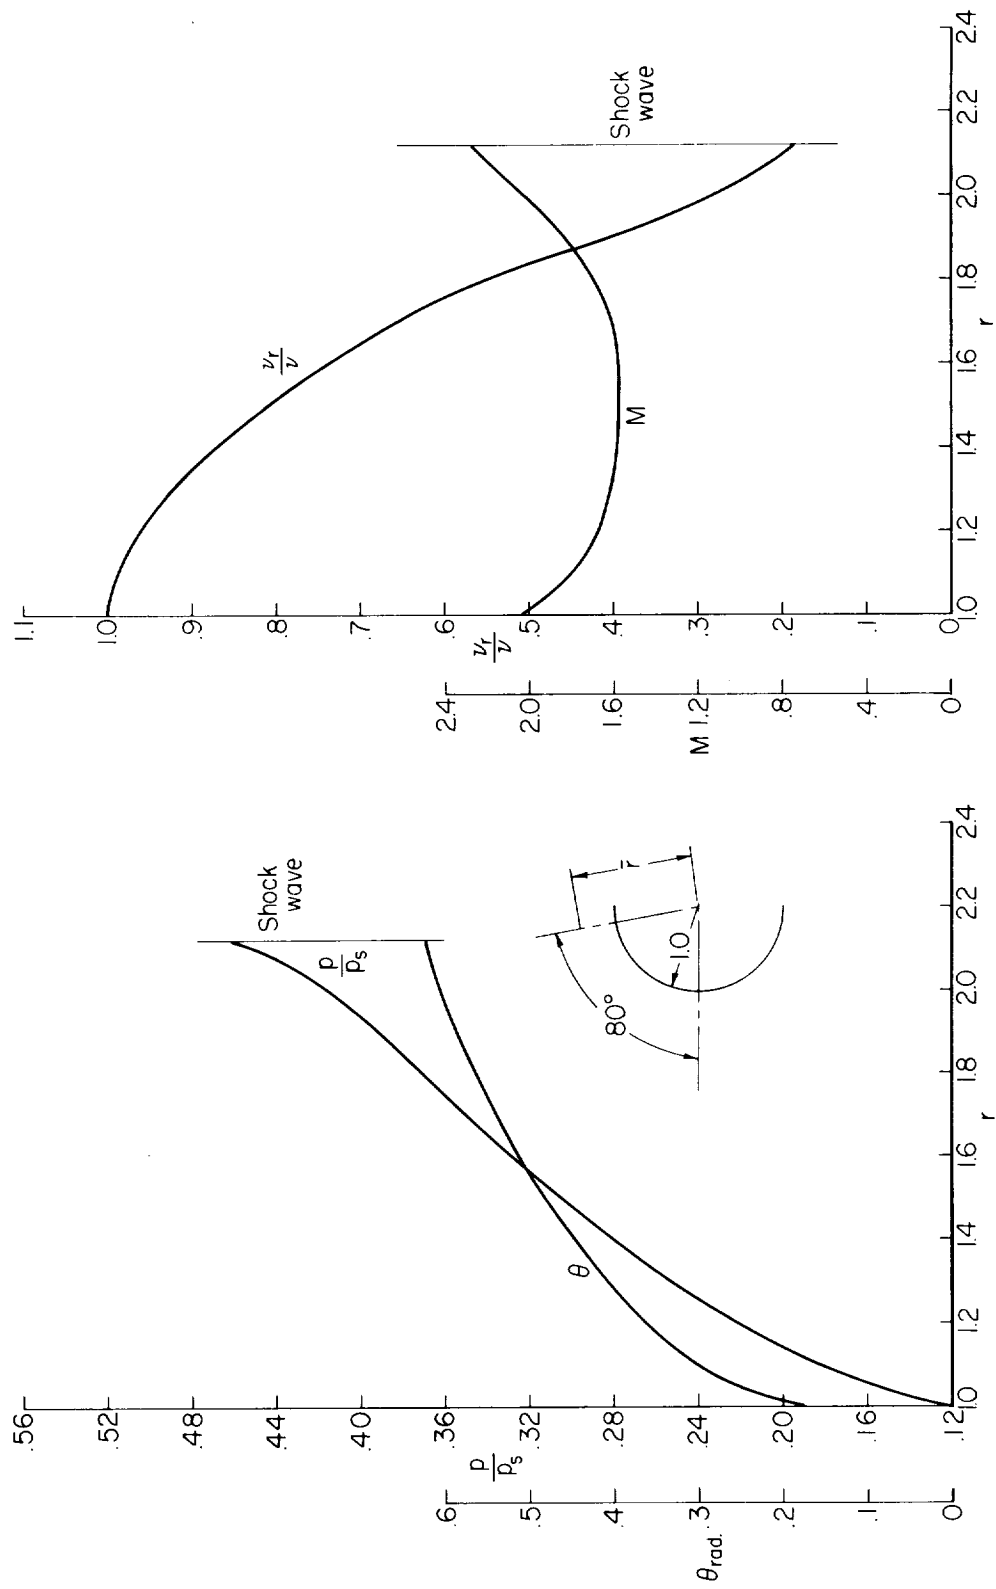 .56
.52
.48
.44
.40
.36
.32
.28
.24
.20
.16
.12
p/pₛ
.6
.5
.4
.3
.2
.1
0
θrad.
Shock
wave
p/pₛ
θ
80°
1.0
r
1.0 1.2 1.4 1.6 1.8 2.0 2.2 2.4
r
1.1
1.0
.9
.8
.7
.6
.5
.4
.3
.2
.1
0
νr/ν
2.4
2.0
1.6
M 1.2
.8
.4
0
νr/ν
M
Shock
wave
1.0 1.2 1.4 1.6 1.8 2.0 2.2 2.4
r